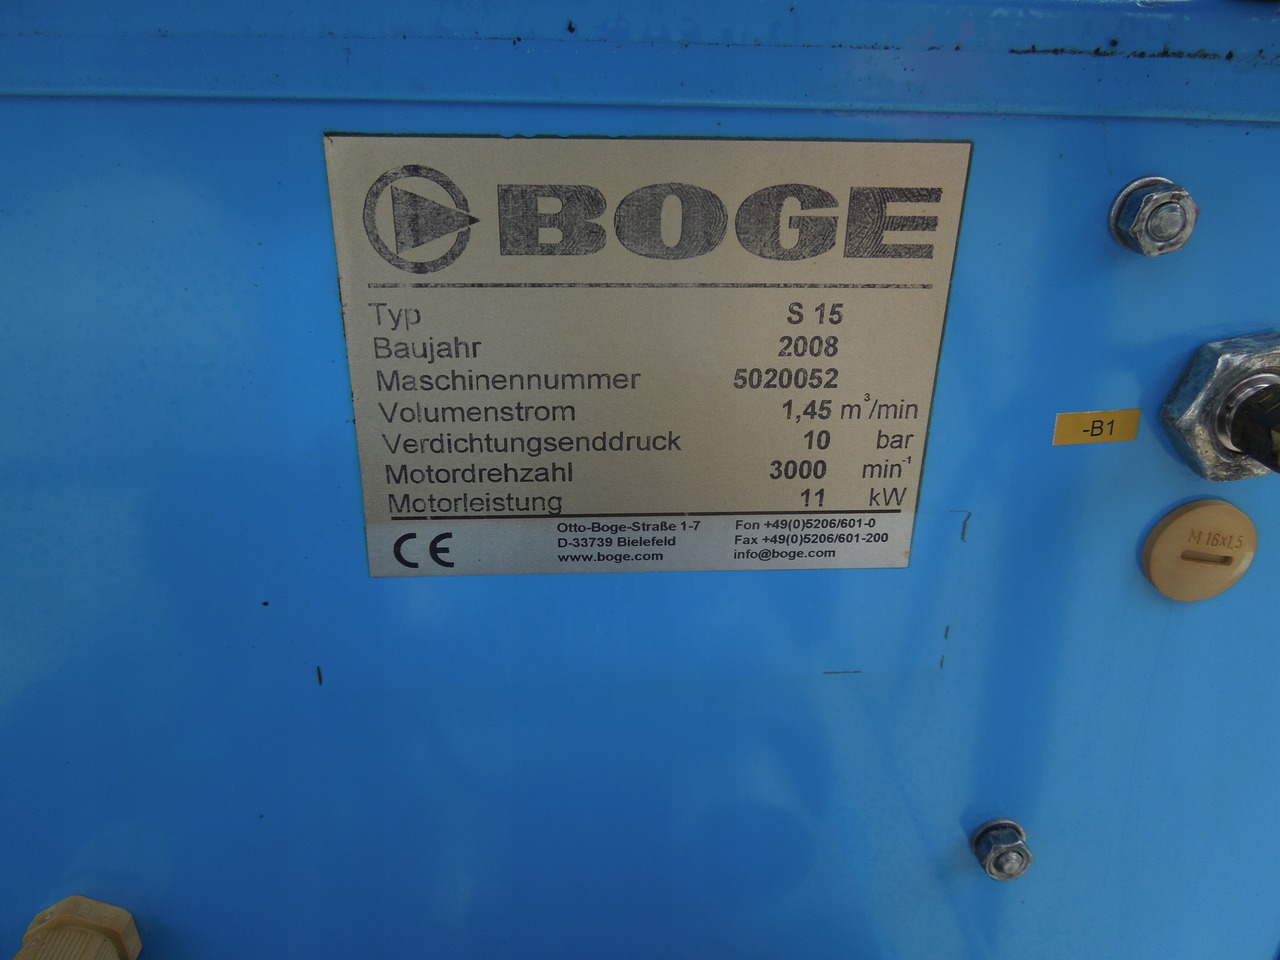 BOGE
Typ S 15
Baujahr 2008
Maschinennummer 5020052
Volumenstrom 1,45 m³/min
Verdichtungsenddruck 10 bar
Motordrehzahl 3000 min⁻¹
Motorleistung 11 kW
CE
Otto-Boge-Straße 1-7 Fon +49(0)5206/601-0
D-33739 Bielefeld Fax +49(0)5206/601-200
www.boge.com info@boge.com
-B1
M 16xL5